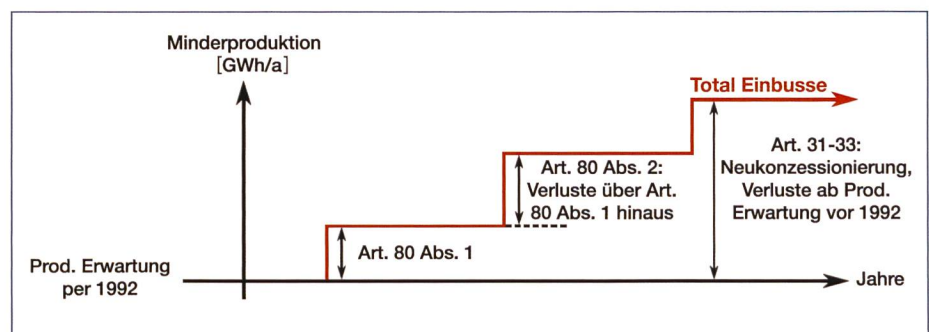 Minderproduktion
[GWh/a]
Total Einbusse
Art. 31-33:
Neukonzessionierung,
Verluste ab Prod.
Erwartung vor 1992
Art. 80 Abs. 2:
Verluste über Art.
80 Abs. 1 hinaus
Art. 80 Abs. 1
Prod. Erwartung
per 1992
Jahre